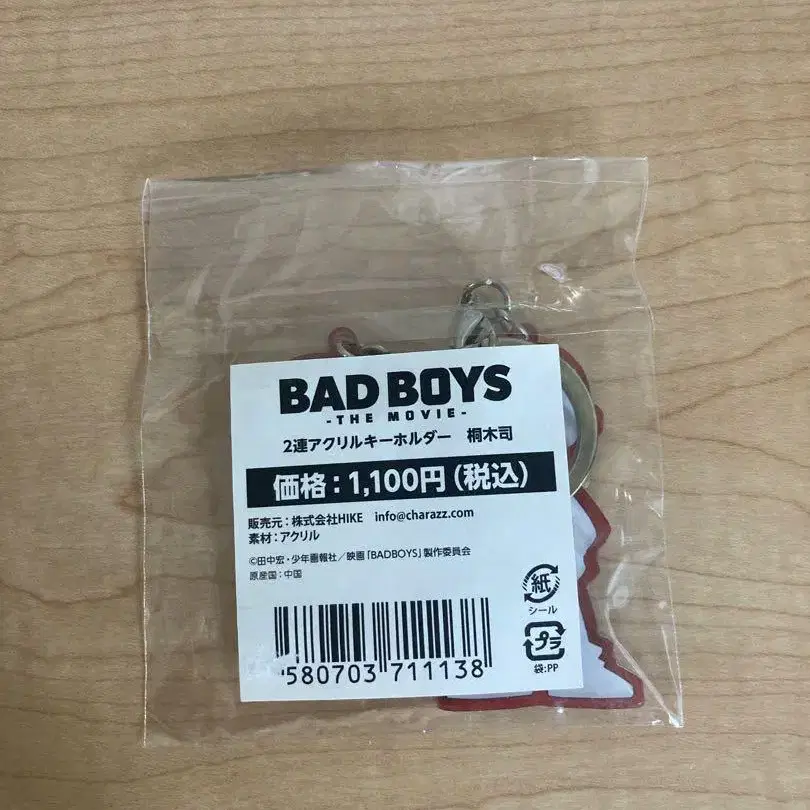 BAD BOYS
-THE MOVIE-
2連アクリルキーホルダー 桐木司
価格：1,100円（税込）
販売元：株式会社HIKE info@charazz.com
素材：アクリル
©田中宏・少年画報社／映画「BADBOYS」製作委員会
原産国：中国
紙
シール
プラ
袋:PP
580703 711138